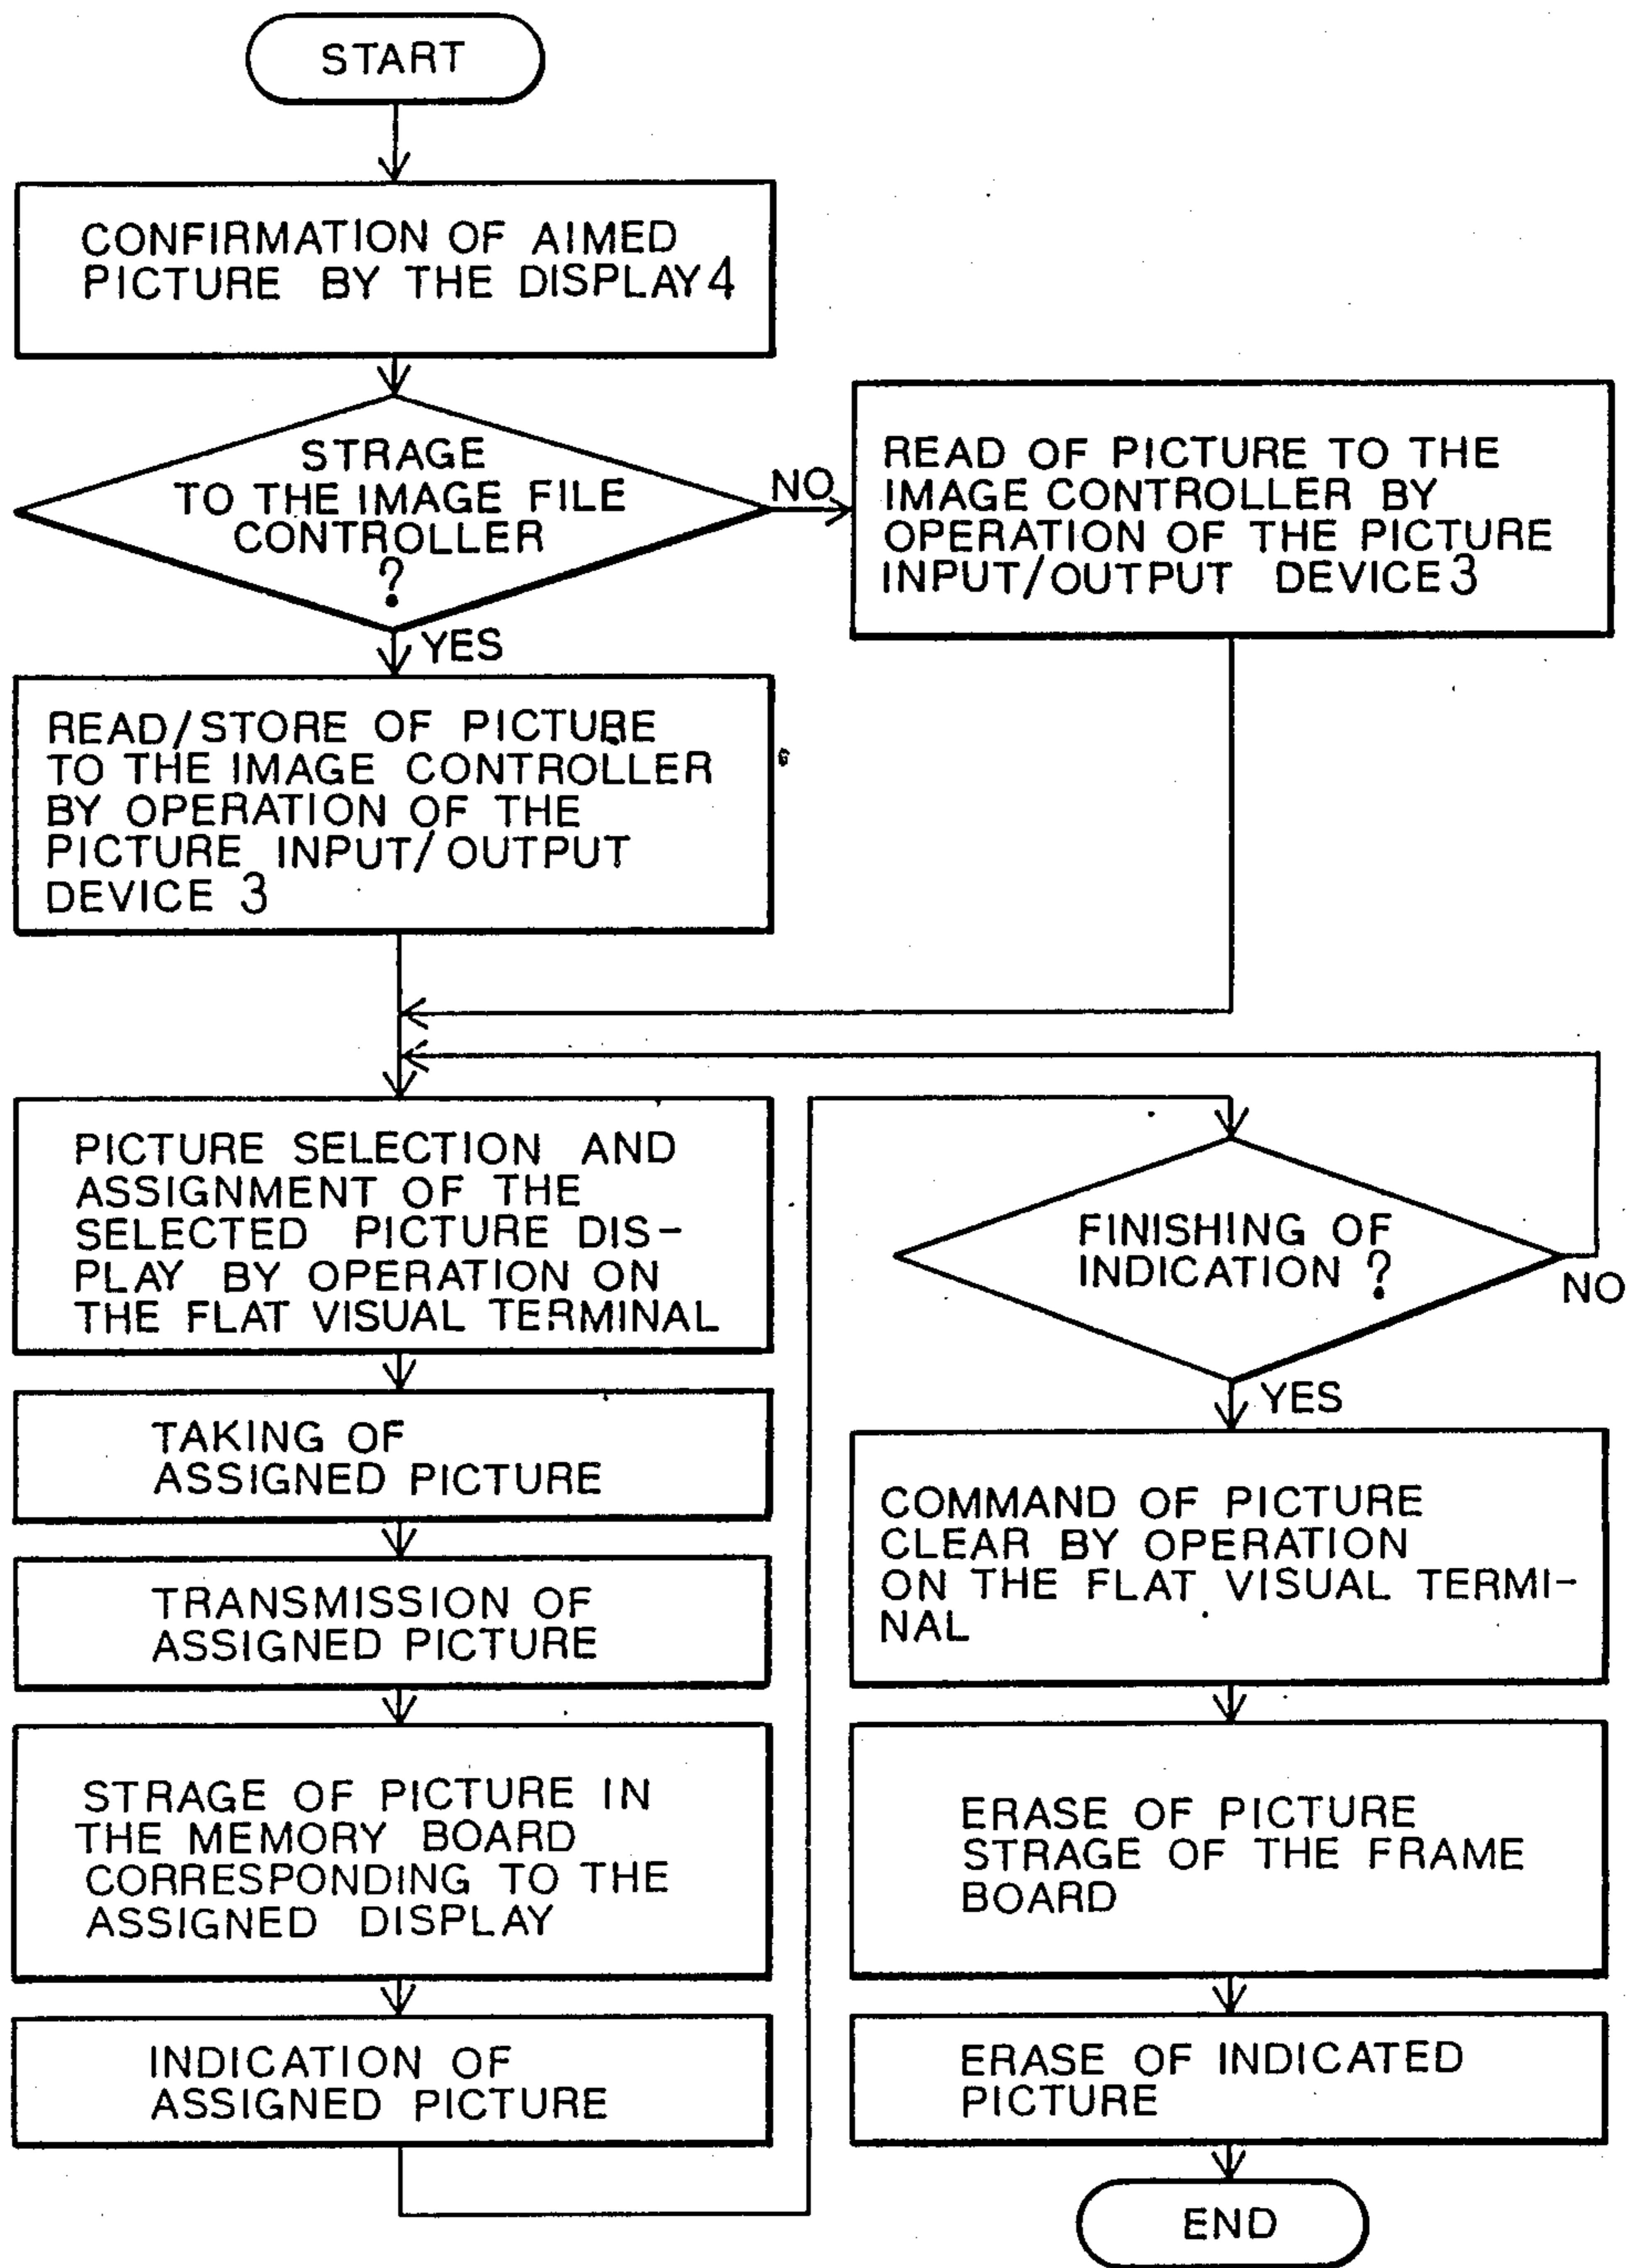 START
CONFIRMATION OF AIMED
PICTURE BY THE DISPLAY 4
STRAGE
TO THE IMAGE FILE
CONTROLLER
?
NO
READ OF PICTURE TO THE
IMAGE CONTROLLER BY
OPERATION OF THE PICTURE
INPUT/OUTPUT DEVICE 3
YES
READ/STORE OF PICTURE
TO THE IMAGE CONTROLLER
BY OPERATION OF THE
PICTURE INPUT/OUTPUT
DEVICE 3
PICTURE SELECTION AND
ASSIGNMENT OF THE
SELECTED PICTURE DIS-
PLAY BY OPERATION ON
THE FLAT VISUAL TERMINAL
TAKING OF
ASSIGNED PICTURE
TRANSMISSION OF
ASSIGNED PICTURE
STRAGE OF PICTURE IN
THE MEMORY BOARD
CORRESPONDING TO THE
ASSIGNED DISPLAY
INDICATION OF
ASSIGNED PICTURE
FINISHING OF
INDICATION ?
NO
YES
COMMAND OF PICTURE
CLEAR BY OPERATION
ON THE FLAT VISUAL TERMI-
NAL
ERASE OF PICTURE
STRAGE OF THE FRAME
BOARD
ERASE OF INDICATED
PICTURE
END